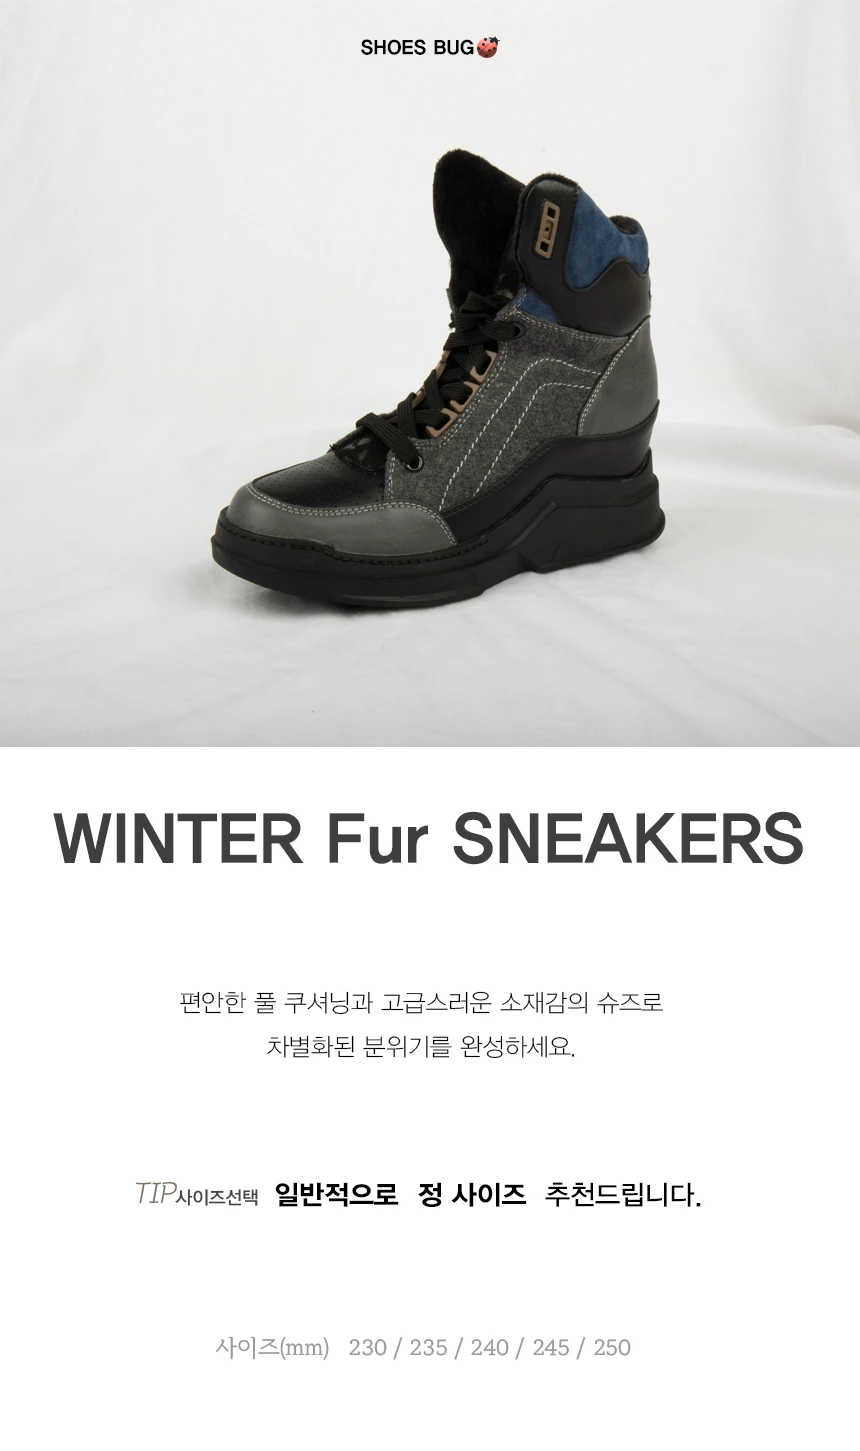 SHOES BUG
WINTER Fur SNEAKERS
편안한 풀 쿠셔닝과 고급스러운 소재감의 슈즈로
차별화된 분위기를 완성하세요.
TIP사이즈선택 일반적으로 정 사이즈 추천드립니다.
사이즈(mm) 230 / 235 / 240 / 245 / 250